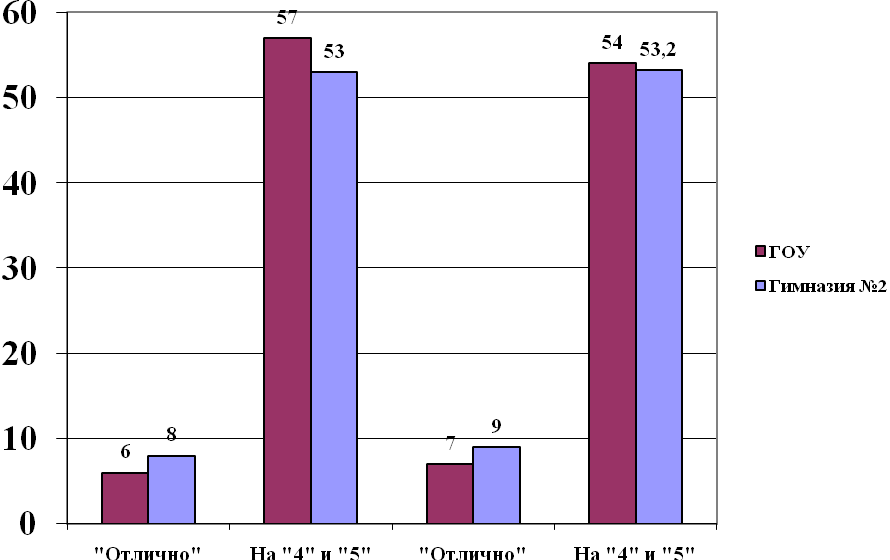 60
50
40
30
20
10
0
6
8
57
53
7
9
54
53,2
"Отлично"
На "4" и "5"
"Отлично"
На "4" и "5"
ГОУ
Гимназия №2